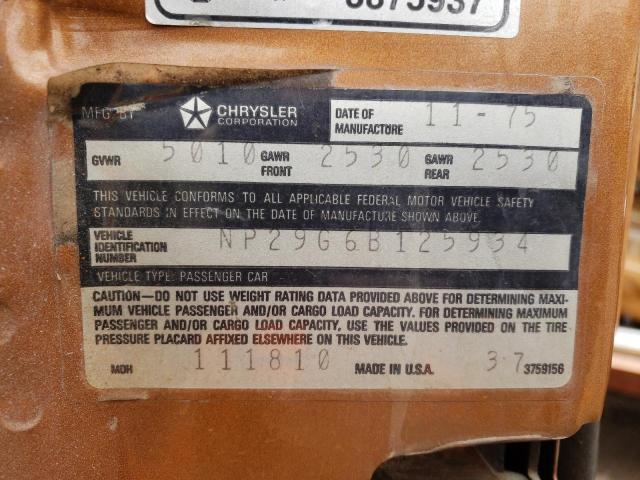 MFG BY CHRYSLER CORPORATION DATE OF MANUFACTURE 11-75
GVWR 5010 GAWR FRONT 2530 GAWR REAR 2530
THIS VEHICLE CONFORMS TO ALL APPLICABLE FEDERAL MOTOR VEHICLE SAFETY
STANDARDS IN EFFECT ON THE DATE OF MANUFACTURE SHOWN ABOVE.
VEHICLE IDENTIFICATION NUMBER NP29G6B125934
VEHICLE TYPE: PASSENGER CAR
CAUTION—DO NOT USE WEIGHT RATING DATA PROVIDED ABOVE FOR DETERMINING MAXI-
MUM VEHICLE PASSENGER AND/OR CARGO LOAD CAPACITY. FOR DETERMINING MAXIMUM
PASSENGER AND/OR CARGO LOAD CAPACITY, USE THE VALUES PROVIDED ON THE TIRE
PRESSURE PLACARD AFFIXED ELSEWHERE ON THIS VEHICLE.
MDH 111810 MADE IN U.S.A. 37 3759156